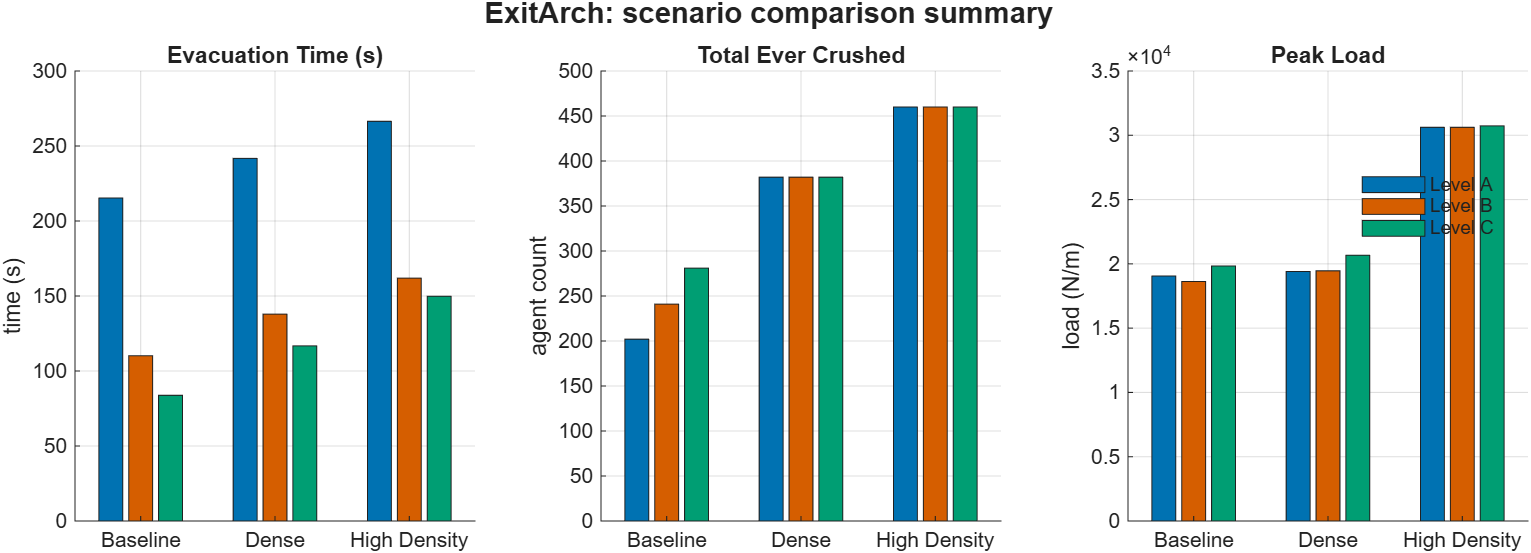 ExitArch: scenario comparison summary
Evacuation Time (s)
300
250
200
150
100
50
0
time (s)
Baseline Dense High Density
Total Ever Crushed
500
450
400
350
300
250
200
150
100
50
0
agent count
Baseline Dense High Density
Peak Load
×10⁴
3.5
3
2.5
2
1.5
1
0.5
0
load (N/m)
Level A
Level B
Level C
Baseline Dense High Density